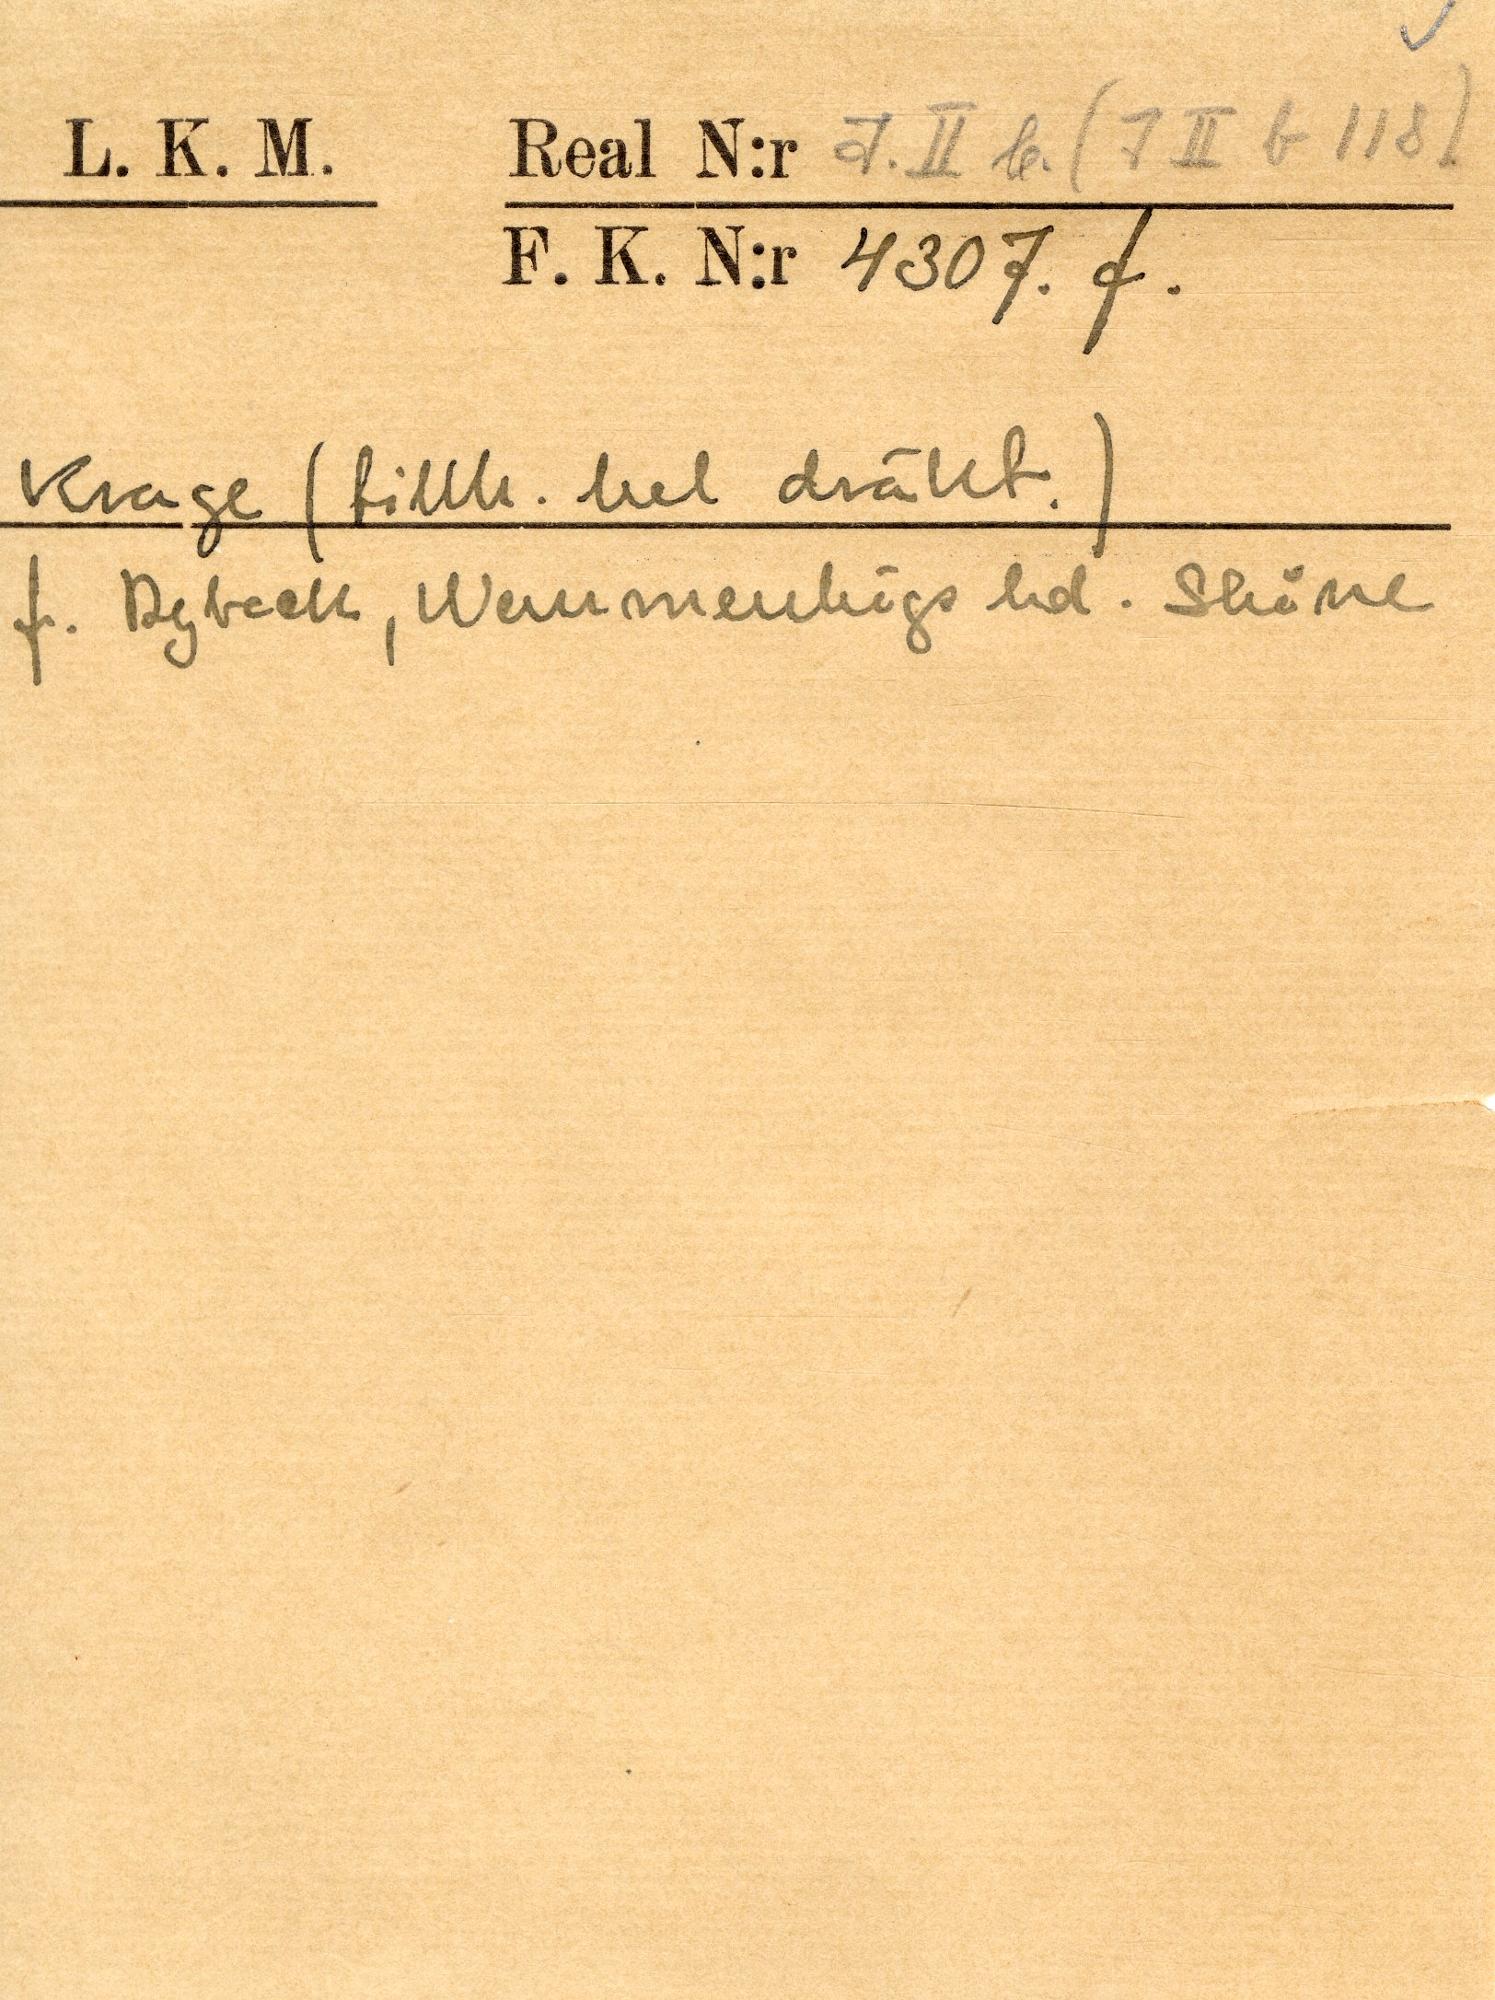 L. K. M. Real N:r 7. II b. (7 II b 118)
F. K. N:r 4307. f.
Krage (tillh. hel dräkt.)
f. Dybeck, Wemmenhögs hd. Skåne